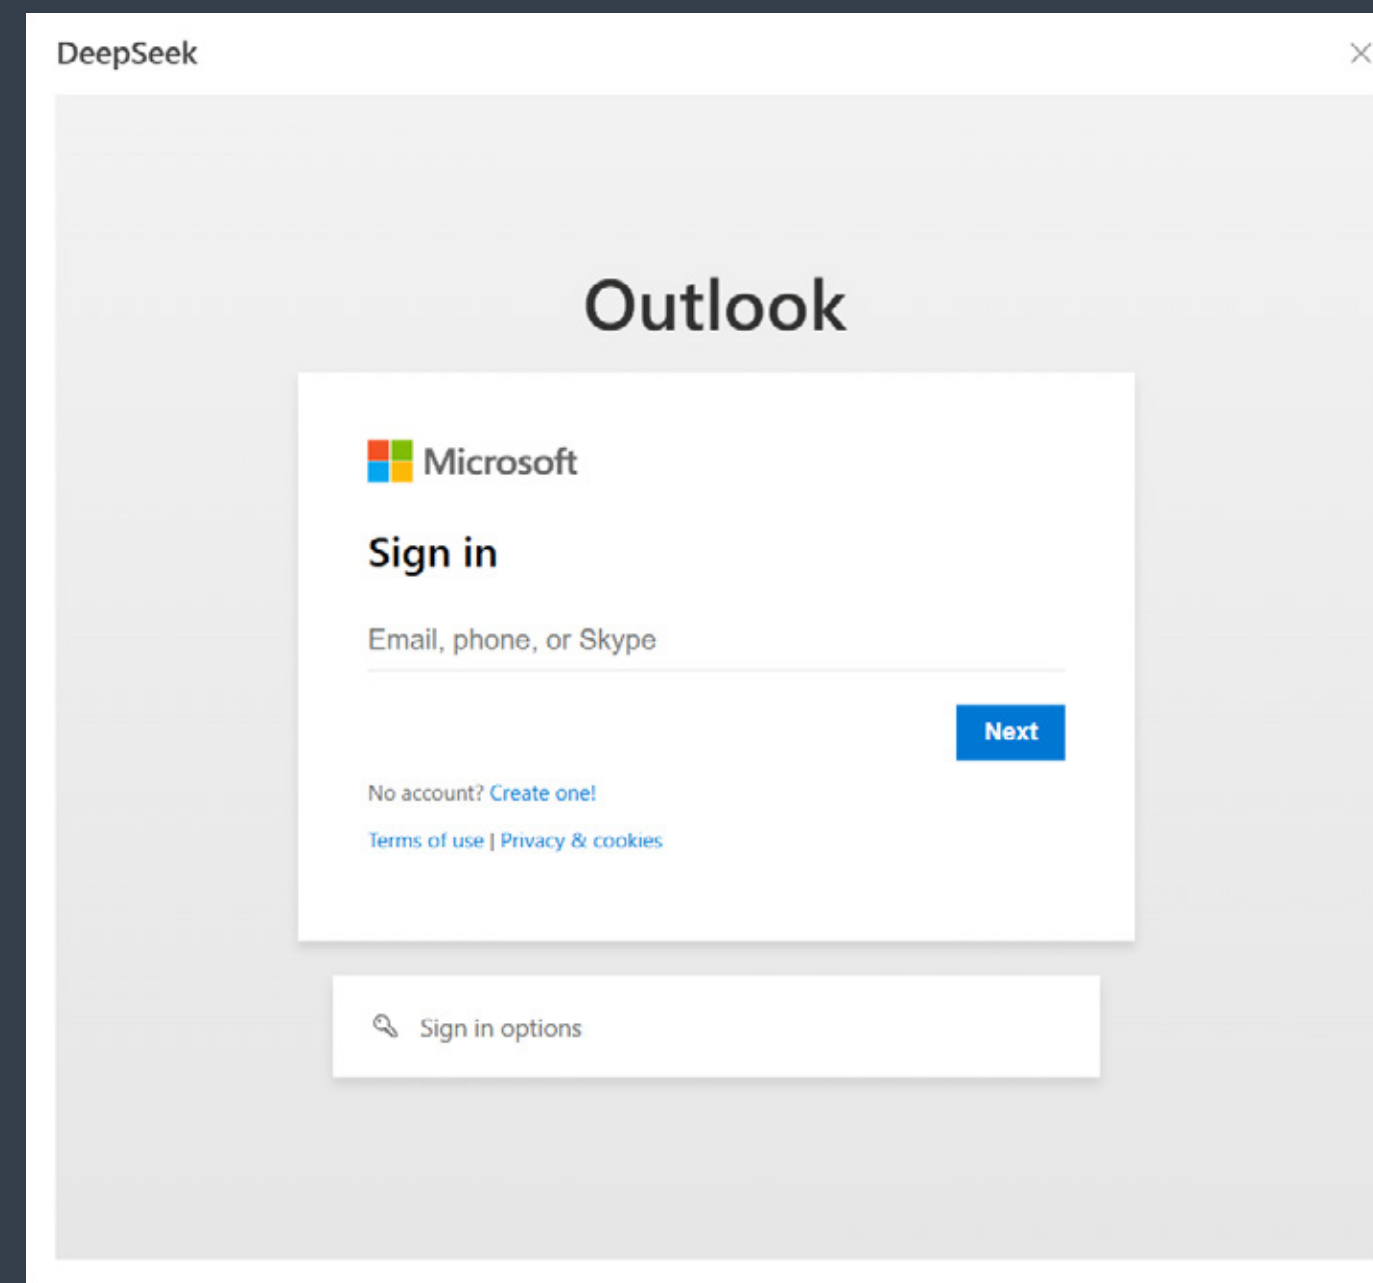 DeepSeek
Outlook
Microsoft
Sign in
Email, phone, or Skype
Next
No account? Create one!
Terms of use | Privacy & cookies
Sign in options